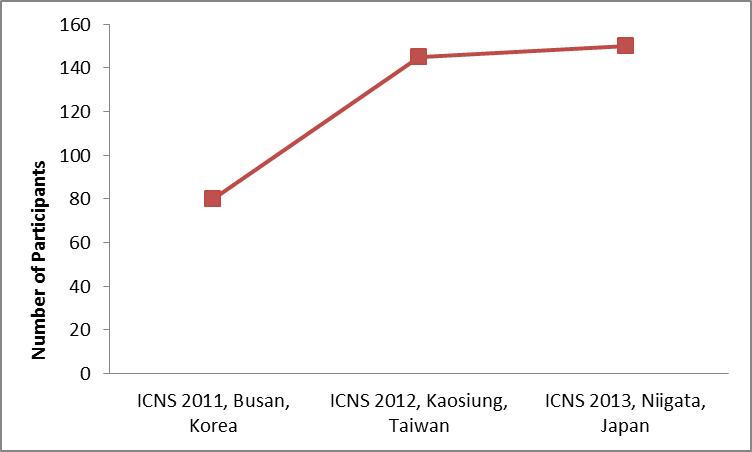 160
140
120
100
80
60
40
20
0
Number of Participants
ICNS 2011, Busan,
Korea
ICNS 2012, Kaosiung,
Taiwan
ICNS 2013, Niigata,
Japan